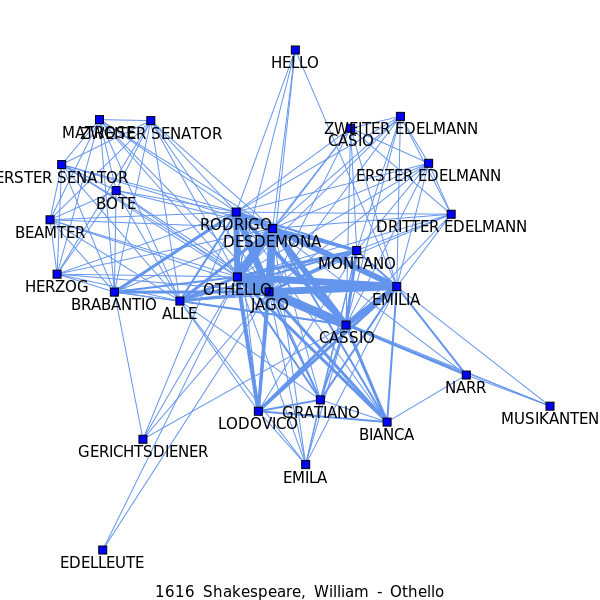 HELLO
MATROSE
ZWEITER SENATOR
ZWEITER EDELMANN
CASIO
ERSTER SENATOR
ERSTER EDELMANN
BOTE
RODRIGO
DRITTER EDELMANN
BEAMTER
DESDEMONA
MONTANO
HERZOG
OTHELLO
EMILIA
BRABANTIO
JAGO
ALLE
CASSIO
NARR
GRATIANO
MUSIKANTEN
LODOVICO
BIANCA
GERICHTSDIENER
EMILA
EDELLEUTE
1616 Shakespeare, William - Othello